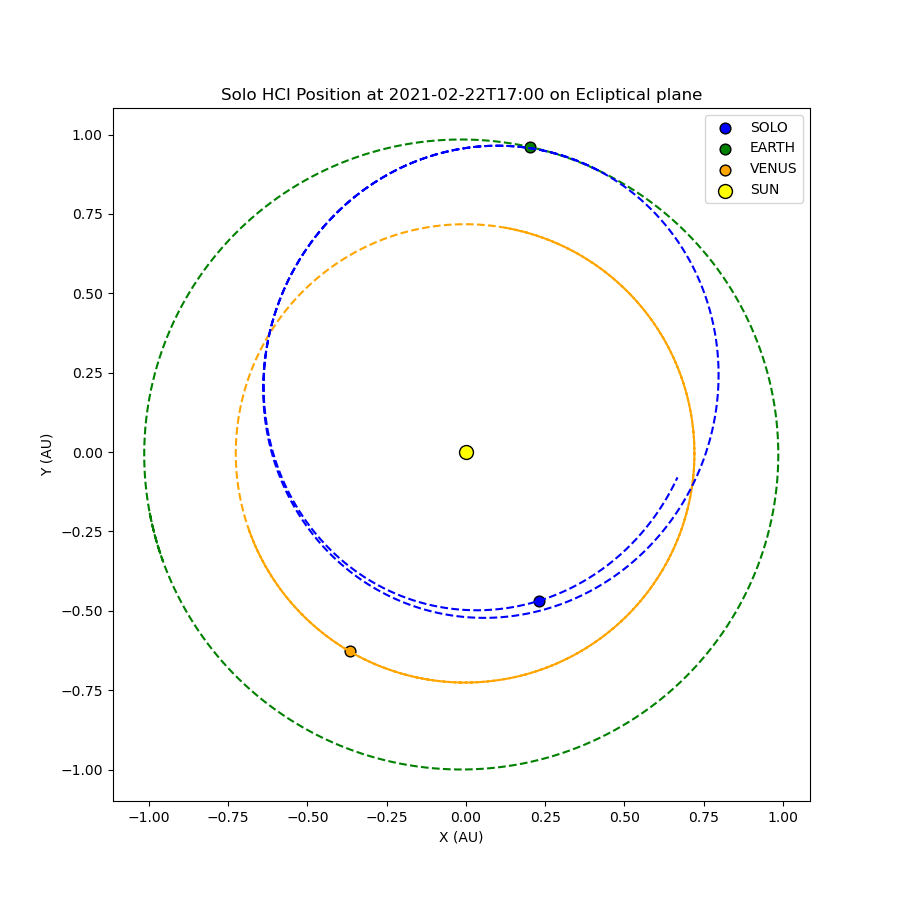 Solo HCI Position at 2021-02-22T17:00 on Ecliptical plane
SOLO
EARTH
VENUS
SUN
1.00
0.75
0.50
0.25
0.00
−0.25
−0.50
−0.75
−1.00
Y (AU)
−1.00 −0.75 −0.50 −0.25 0.00 0.25 0.50 0.75 1.00
X (AU)